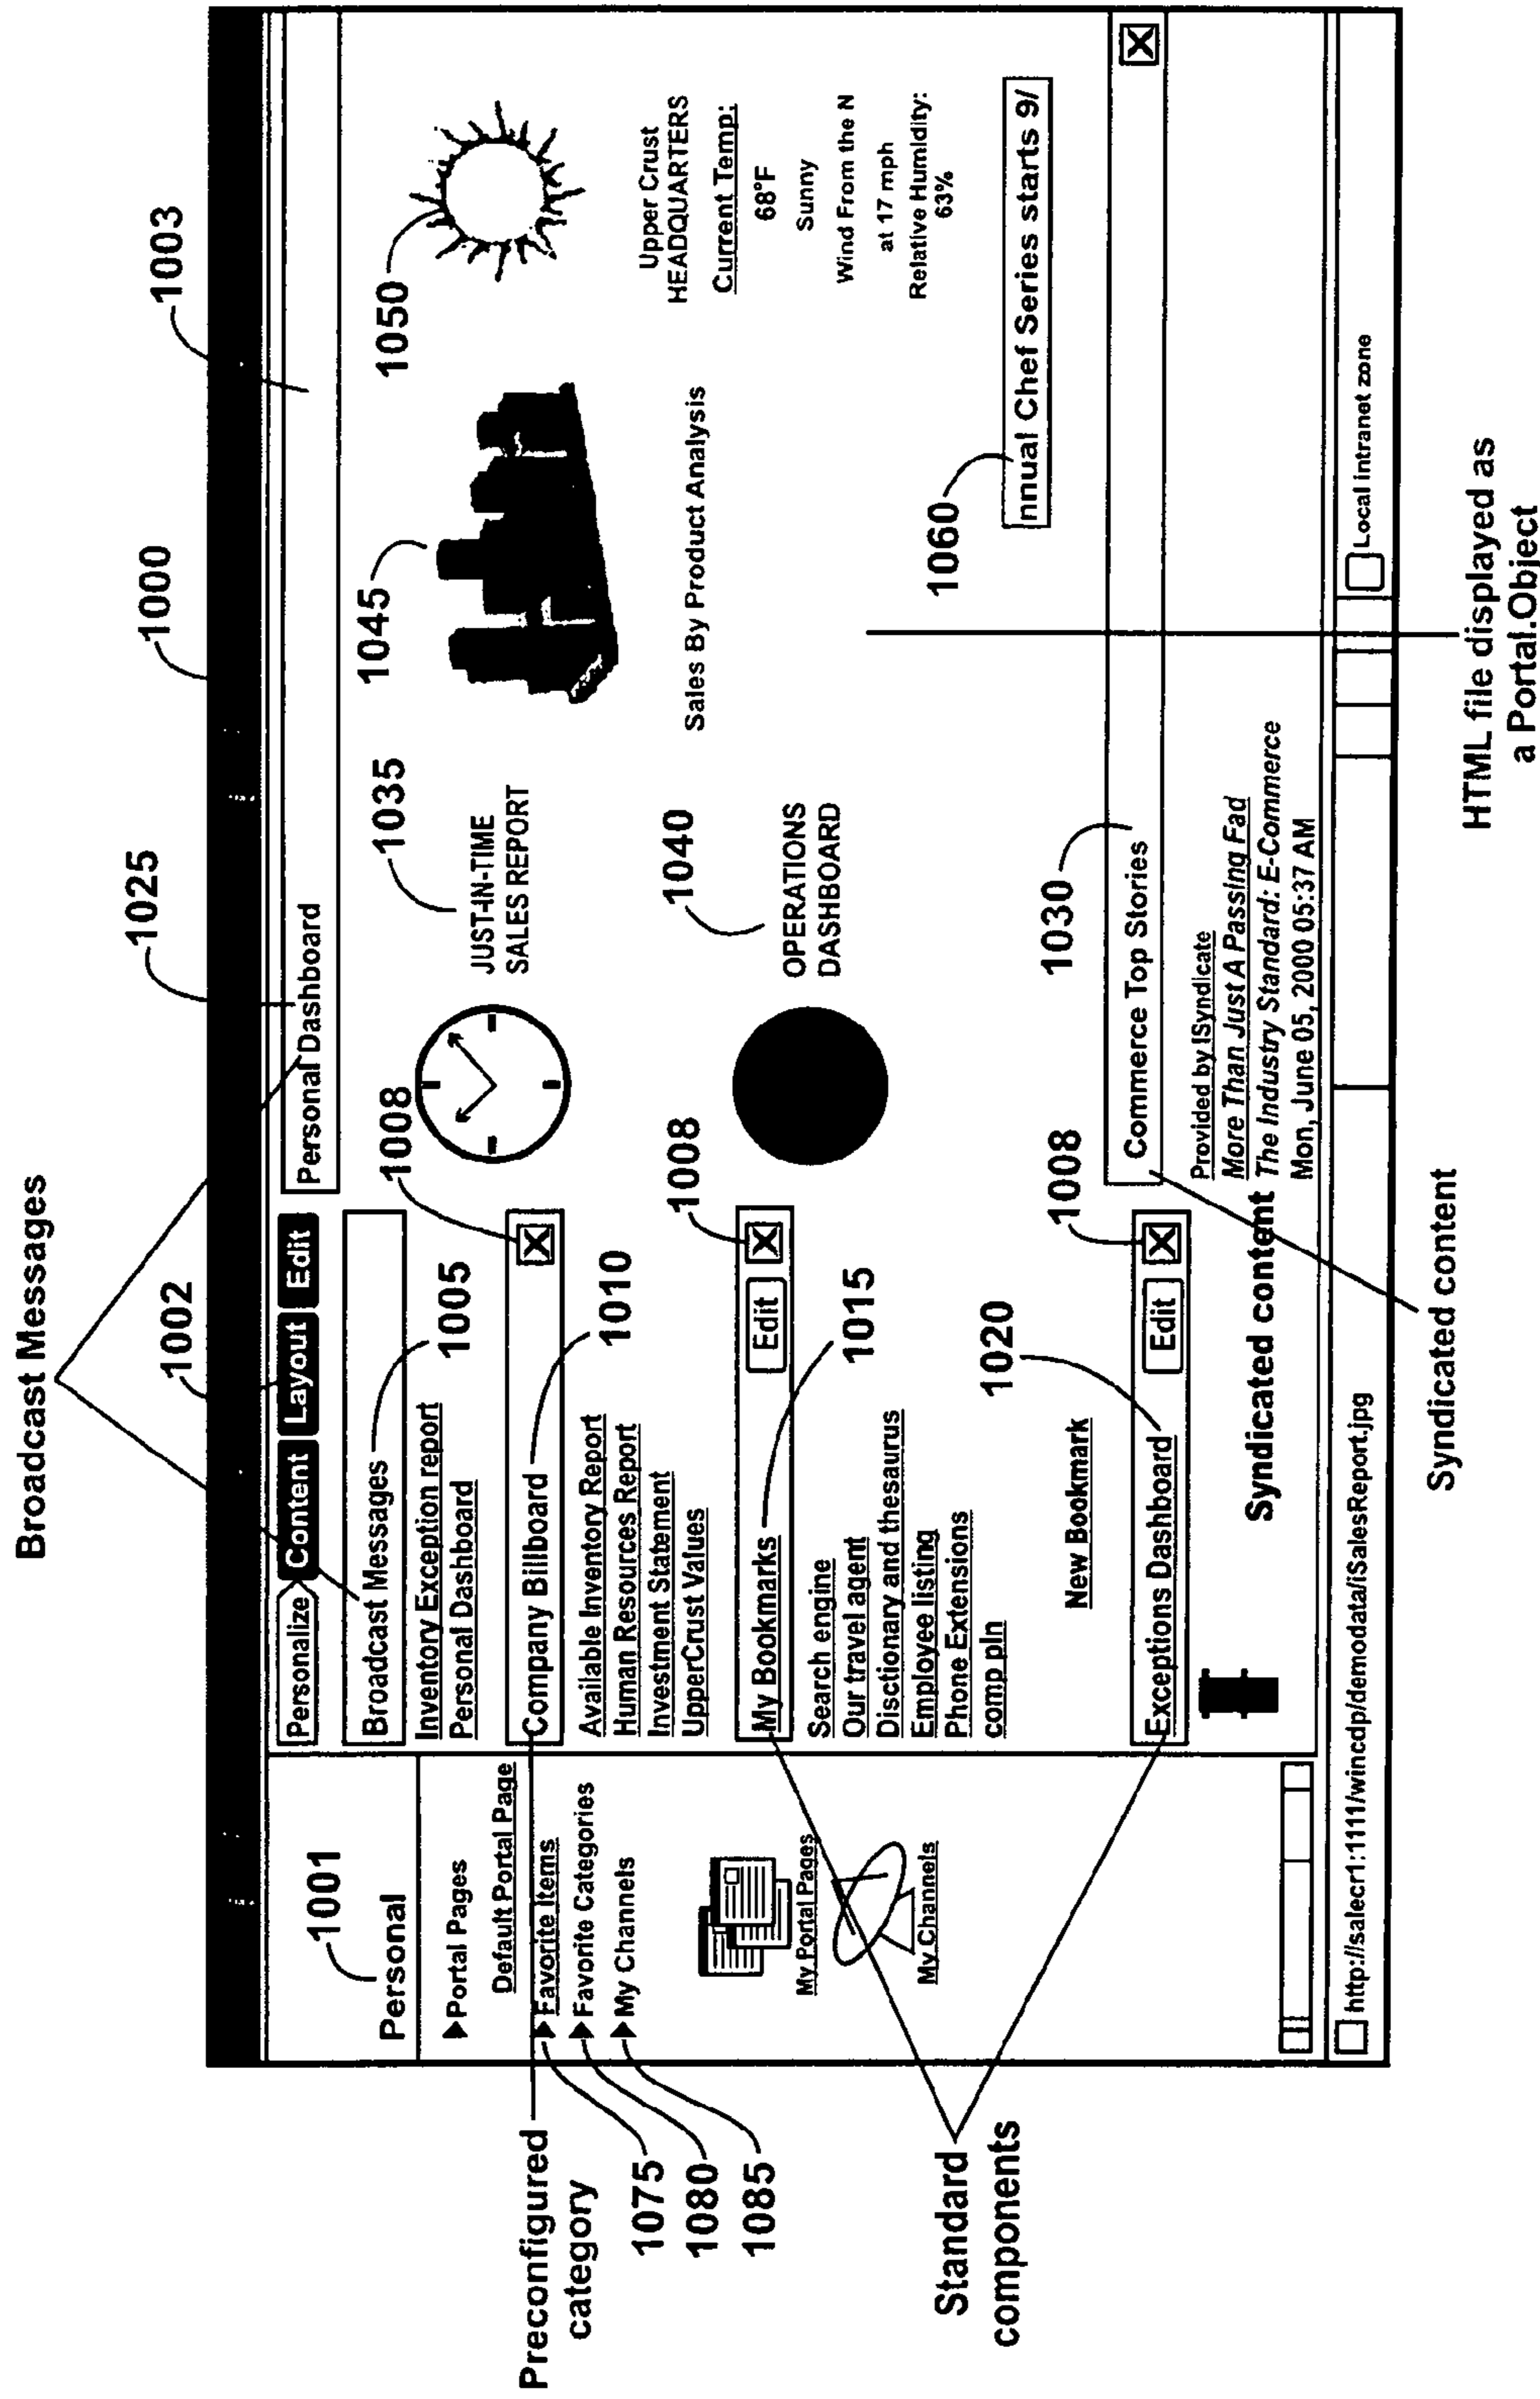 Broadcast Messages
1002
1025
1000
1003
1001
Personal
Portal Pages
Default Portal Page
Favorite Items
Favorite Categories
My Channels
My Portal Pages
My Channels
Preconfigured
category
1075
1080
1085
Standard
components
Personalize
Content
Layout
Edit
Broadcast Messages
1005
Inventory Exception report
Personal Dashboard
1008
Company Billboard
1010
Available Inventory Report
Human Resources Report
Investment Statement
UpperCrust Values
1008
My Bookmarks
Edit
1015
Search engine
Our travel agent
Disctionary and thesaurus
Employee listing
Phone Extensions
comp pln
New Bookmark
1020
1008
Exceptions Dashboard
Edit
Syndicated content
Personal Dashboard
JUST-IN-TIME
SALES REPORT
1035
1040
OPERATIONS
DASHBOARD
1045
Sales By Product Analysis
1050
Upper Crust
HEADQUARTERS
Current Temp:
68°F
Sunny
Wind From the N
at 17 mph
Relative Humidity:
63%
1060
nnual Chef Series starts 9/
1030
Commerce Top Stories
Provided by ISyndicate
More Than Just A Passing Fad
The Industry Standard: E-Commerce
Mon, June 05, 2000 05:37 AM
http://salecr1:1111/wincdp/demodata/iSalesReport.jpg
Local intranet zone
Syndicated content
HTML file displayed as
a Portal.Object